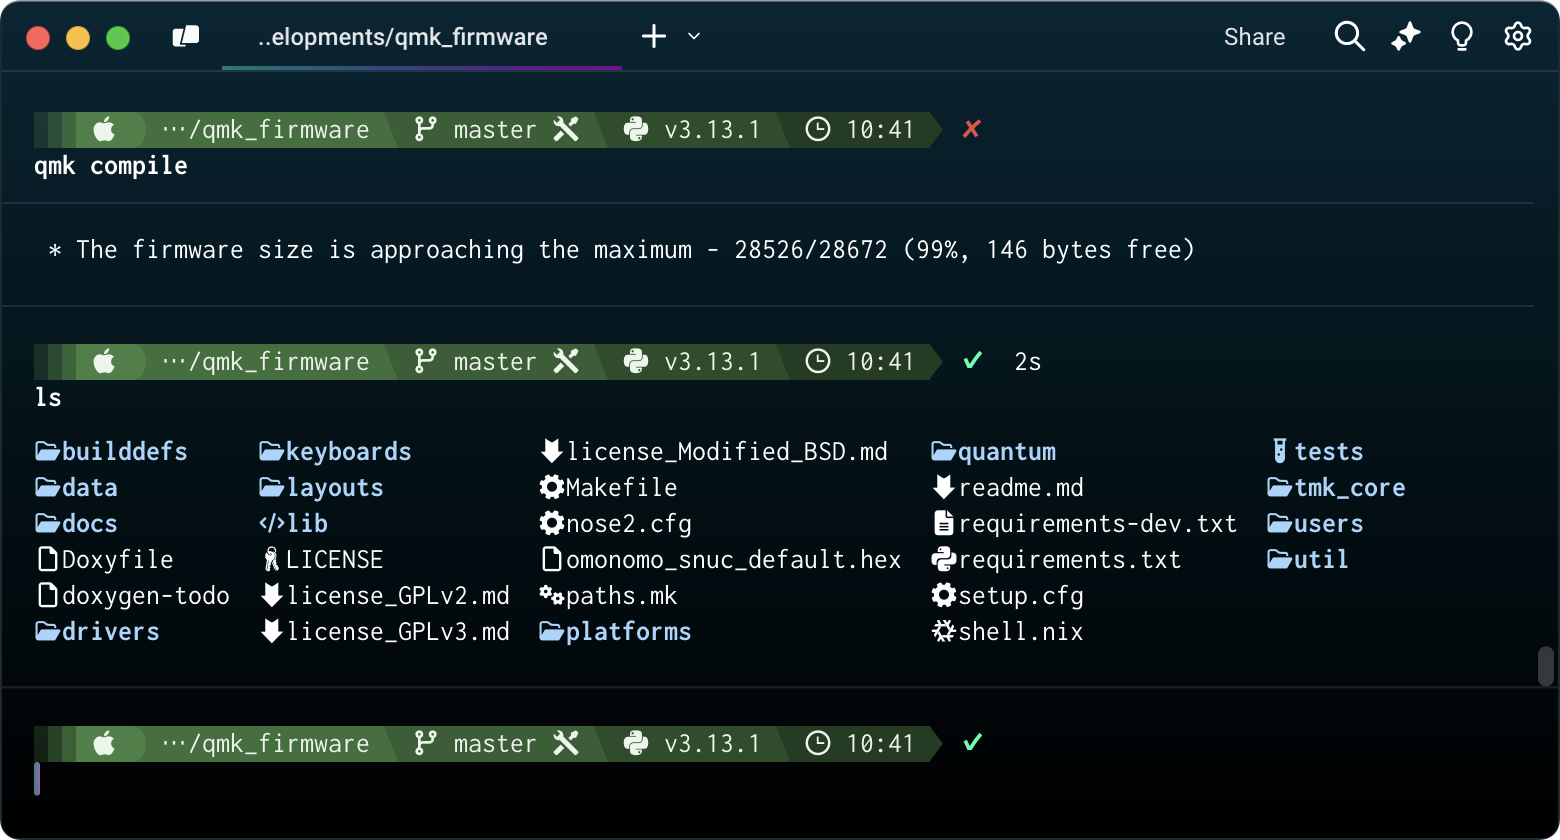 ..elopments/qmk_firmware
Share
…/qmk_firmware master v3.13.1 10:41 ✘
qmk compile
* The firmware size is approaching the maximum - 28526/28672 (99%, 146 bytes free)
…/qmk_firmware master v3.13.1 10:41 ✔ 2s
ls
builddefs keyboards license_Modified_BSD.md quantum tests
data layouts Makefile readme.md tmk_core
docs lib nose2.cfg requirements-dev.txt users
Doxyfile LICENSE omonomo_snuc_default.hex requirements.txt util
doxygen-todo license_GPLv2.md paths.mk setup.cfg
drivers license_GPLv3.md platforms shell.nix
…/qmk_firmware master v3.13.1 10:41 ✔